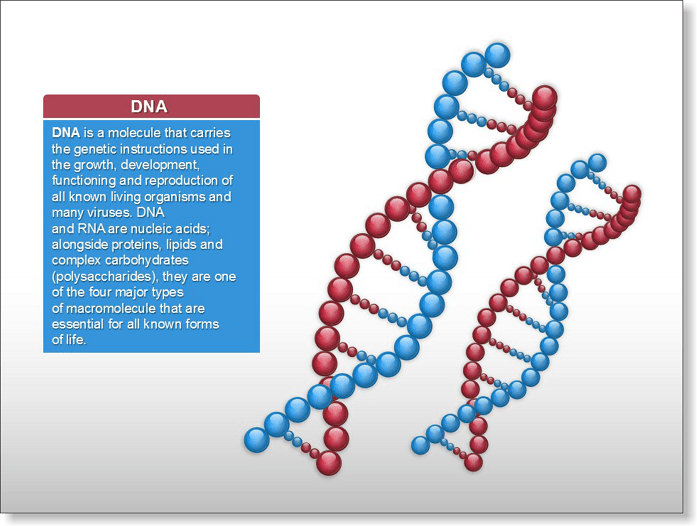 DNA
DNA is a molecule that carries
the genetic instructions used in
the growth, development,
functioning and reproduction of
all known living organisms and
many viruses. DNA
and RNA are nucleic acids;
alongside proteins, lipids and
complex carbohydrates
(polysaccharides), they are one
of the four major types
of macromolecule that are
essential for all known forms
of life.